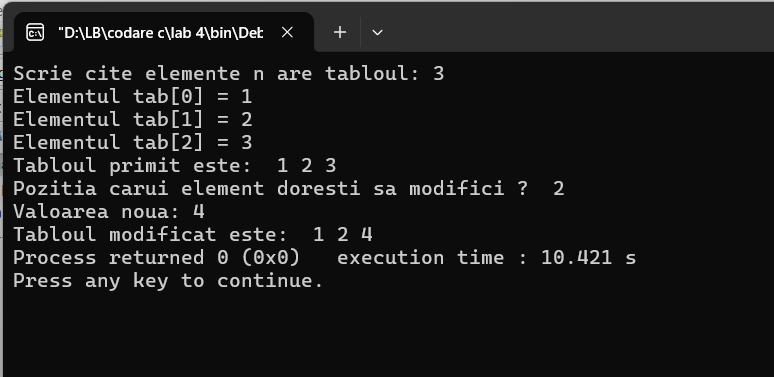 "D:\LB\codare c\lab 4\bin\Det
Scrie cite elemente n are tabloul: 3
Elementul tab[0] = 1
Elementul tab[1] = 2
Elementul tab[2] = 3
Tabloul primit este:  1 2 3
Pozitia carui element doresti sa modifici ?  2
Valoarea noua: 4
Tabloul modificat este:  1 2 4
Process returned 0 (0x0)   execution time : 10.421 s
Press any key to continue.